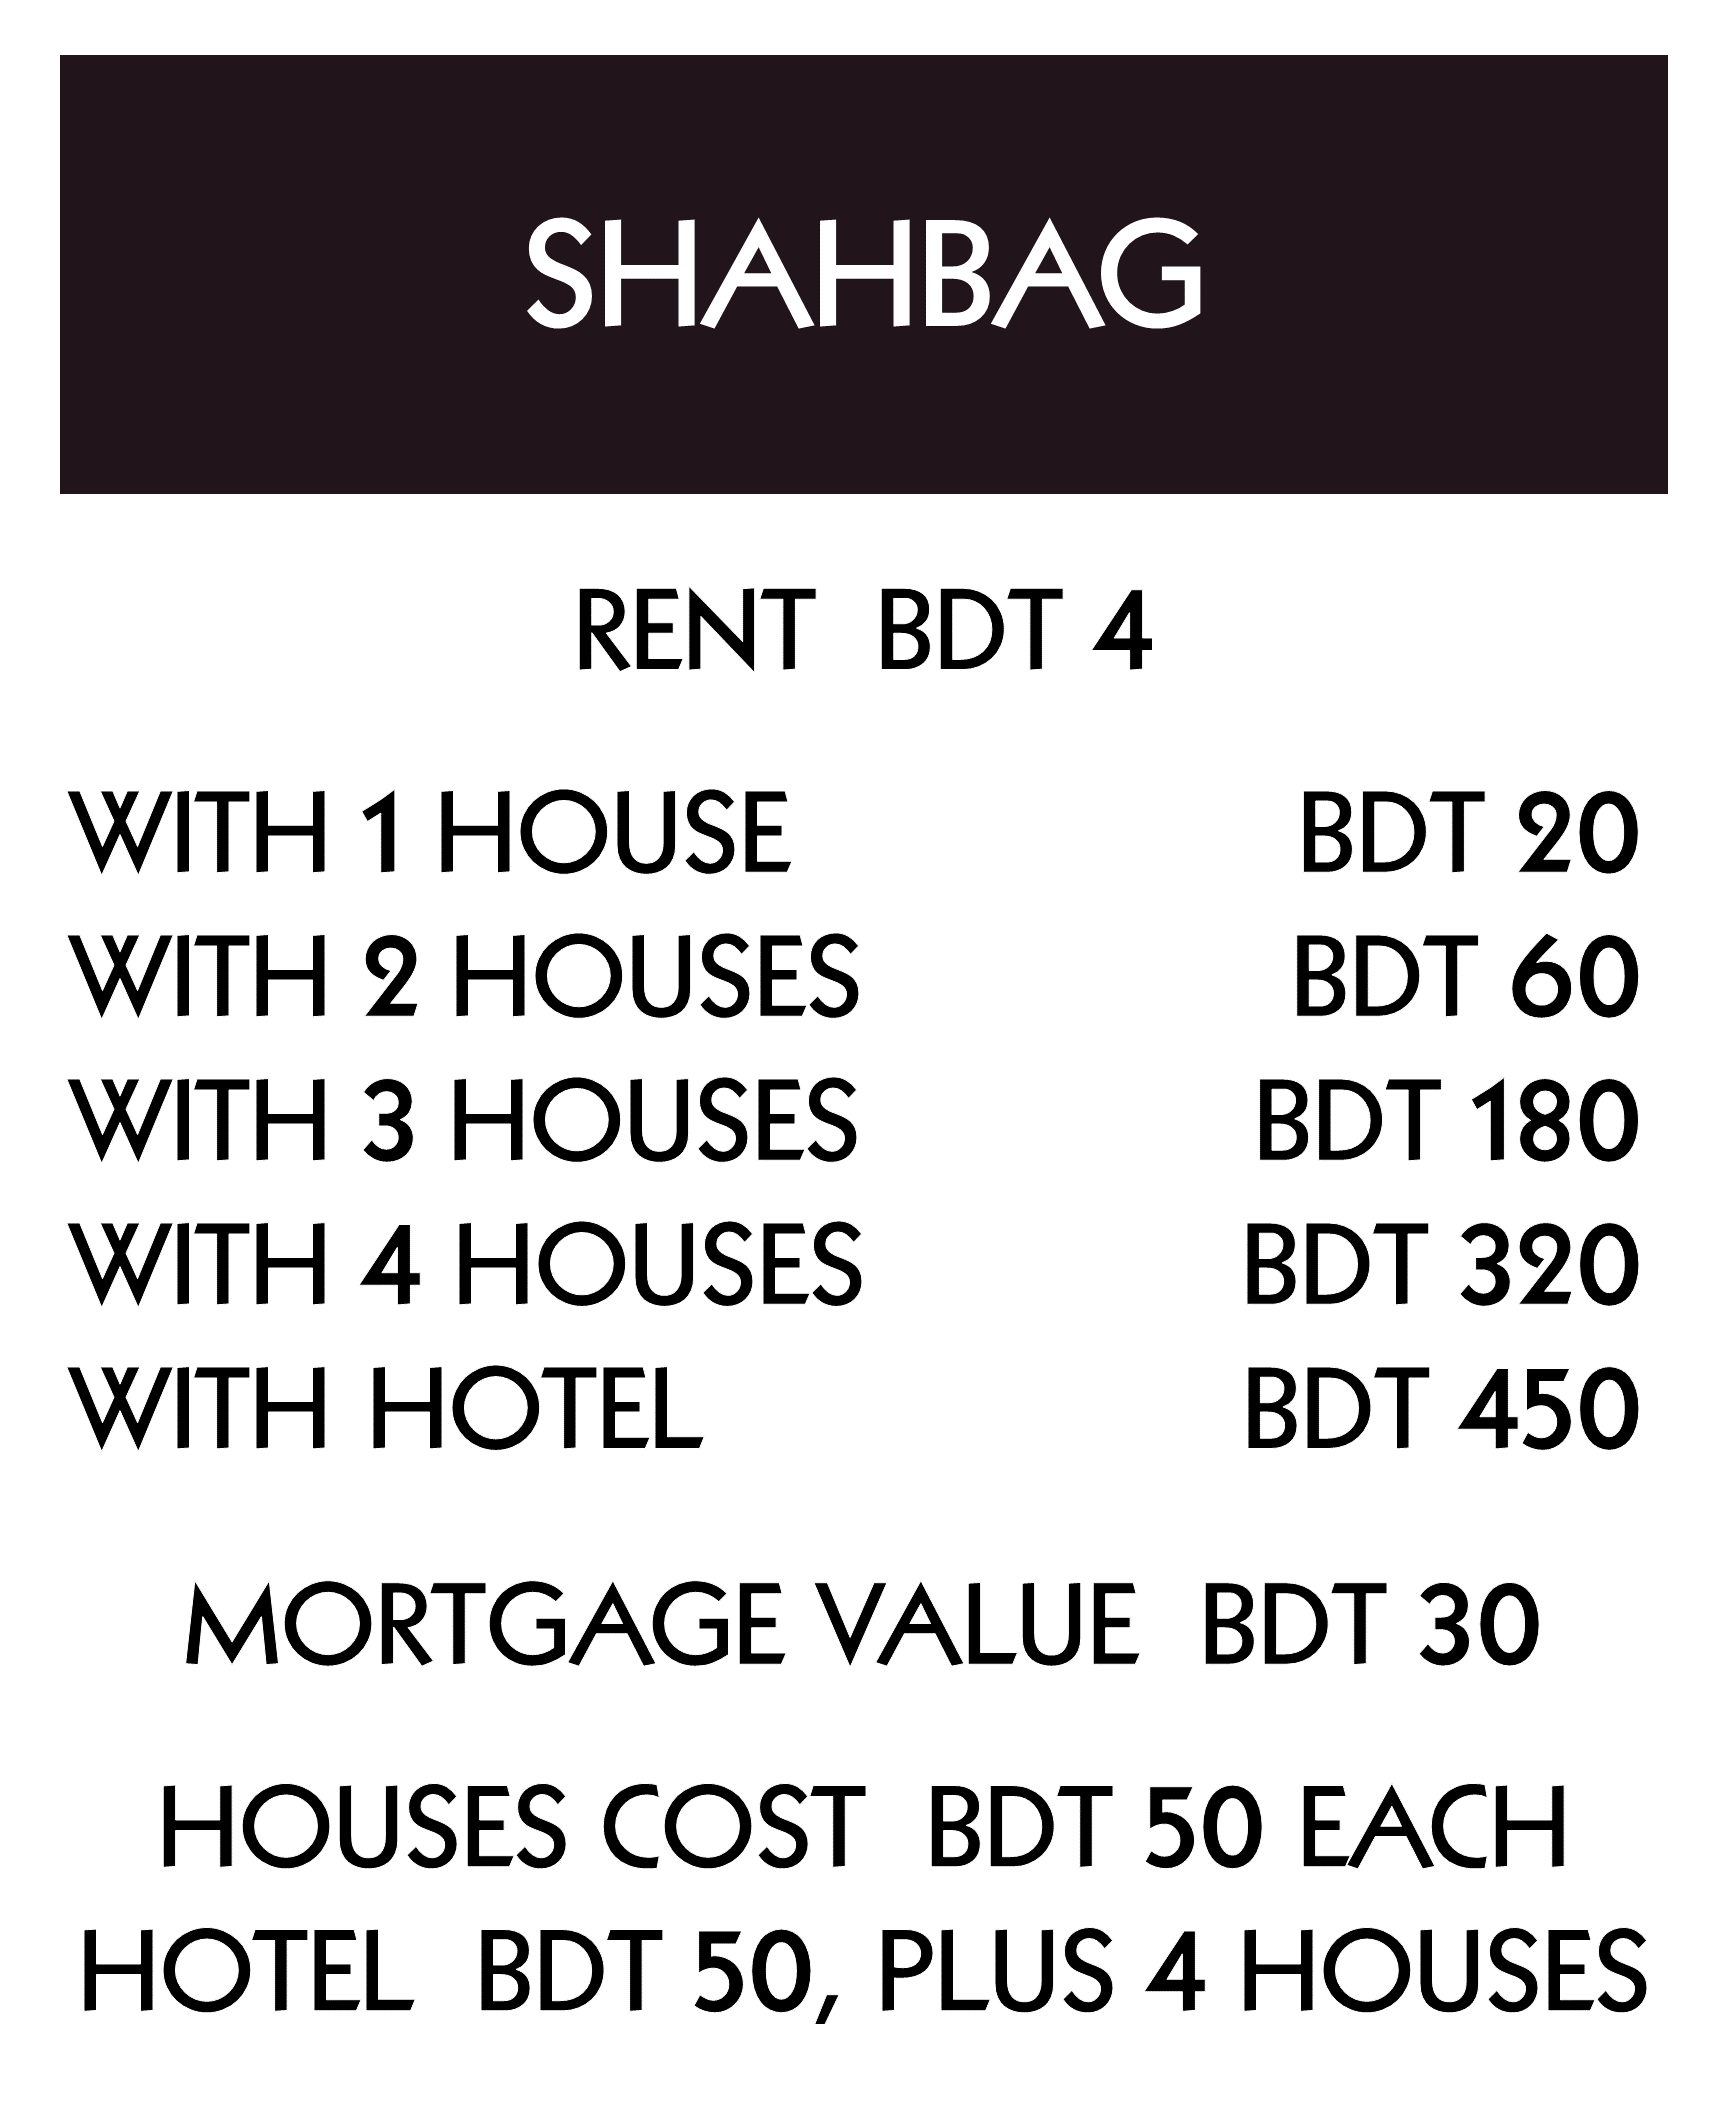 SHAHBAG
RENT BDT 4
WITH 1 HOUSE BDT 20
WITH 2 HOUSES BDT 60
WITH 3 HOUSES BDT 180
WITH 4 HOUSES BDT 320
WITH HOTEL BDT 450
MORTGAGE VALUE BDT 30
HOUSES COST BDT 50 EACH
HOTEL BDT 50, PLUS 4 HOUSES